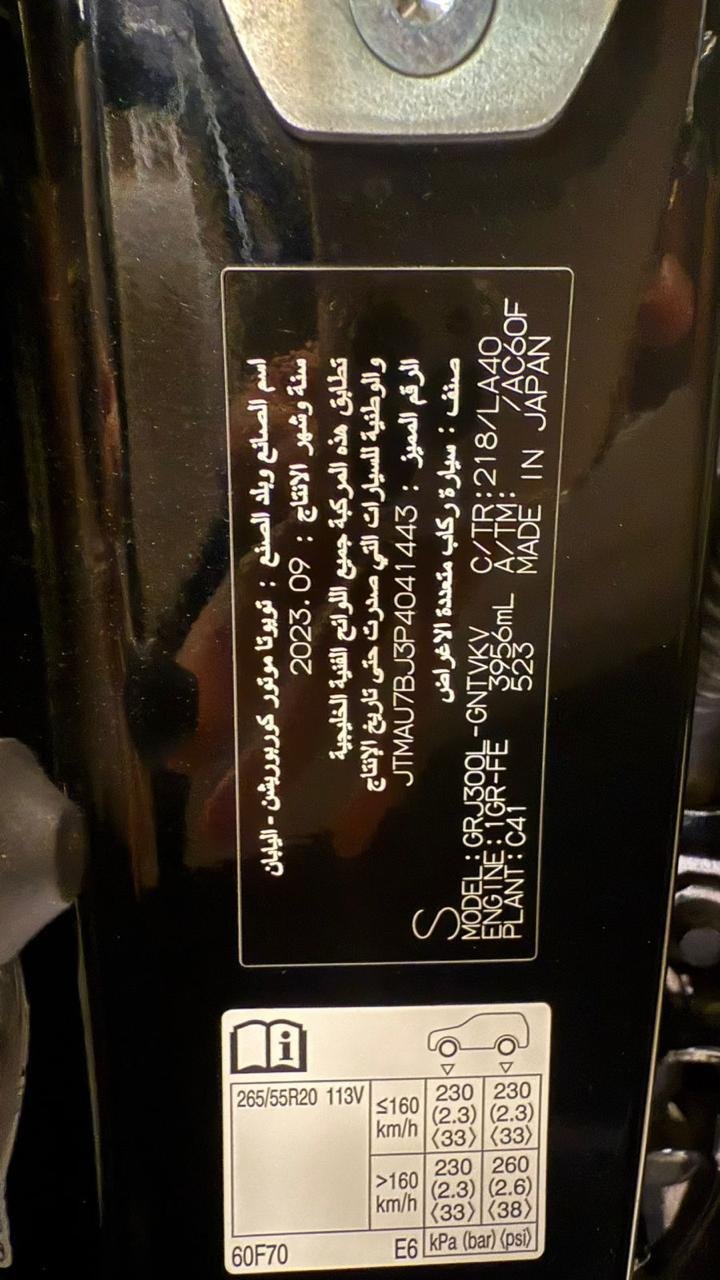 اسم الصانع وبلد الصنع : تويوتا موتور كوربوريشن - اليابان
سنة وشهر الانتاج : 2023.09
تطابق هذه المركبة جميع اللوائح الفنية الخليجية
والوطنية للسيارات التي صدرت حتى تاريخ الإنتاج
الرقم المميز : JTMAU7BJ3P4041443
صنف : سيارة ركاب متعددة الاغراض
S
MODEL:GRJ300L-GNTVKV C/TR:218/LA40
ENGINE:1GR-FE 3956mL A/TM: /AC60F
PLANT:C41 523 MADE IN JAPAN
i
265/55R20 113V
≤160 km/h
230 (2.3) ⟨33⟩
230 (2.3) ⟨33⟩
>160 km/h
230 (2.3) ⟨33⟩
260 (2.6) ⟨38⟩
60F70 E6 kPa (bar) ⟨psi⟩